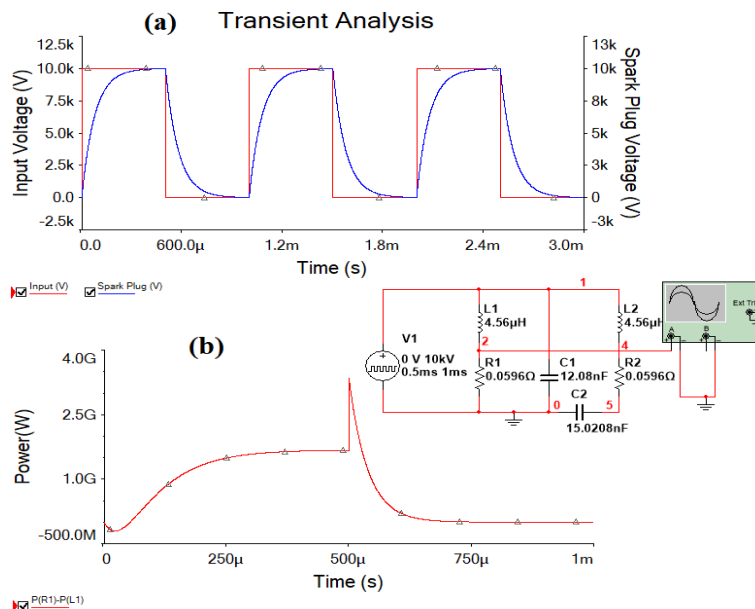 (a) Transient Analysis
Input Voltage (V)
12.5k
10.0k
7.5k
5.0k
2.5k
0.0
-2.5k
Spark Plug Voltage (V)
13k
10k
8k
5k
3k
0
-3k
0.0 600.0µ 1.2m 1.8m 2.4m 3.0m
Time (s)
Input (V) Spark Plug (V)
1
L1
4.56µH
L2
4.56µH
Ext Tri
A B
2
4
V1
0 V 10kV
0.5ms 1ms
R1
0.0596Ω
C1
12.08nF
R2
0.0596Ω
0
C2
5
15.0208nF
(b)
Power(W)
4.0G
2.5G
1.0G
-500.0M
0 250µ 500µ 750µ 1m
Time (s)
P(R1)-P(L1)